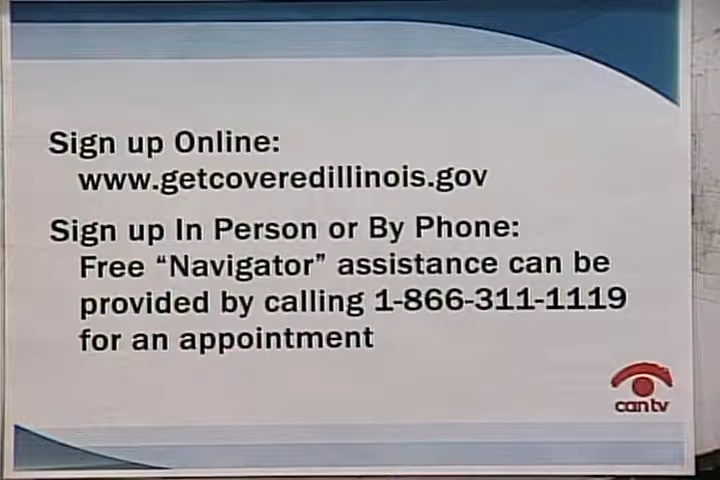 Sign up Online:
www.getcoveredillinois.gov
Sign up In Person or By Phone:
Free “Navigator” assistance can be
provided by calling 1-866-311-1119
for an appointment
cantv